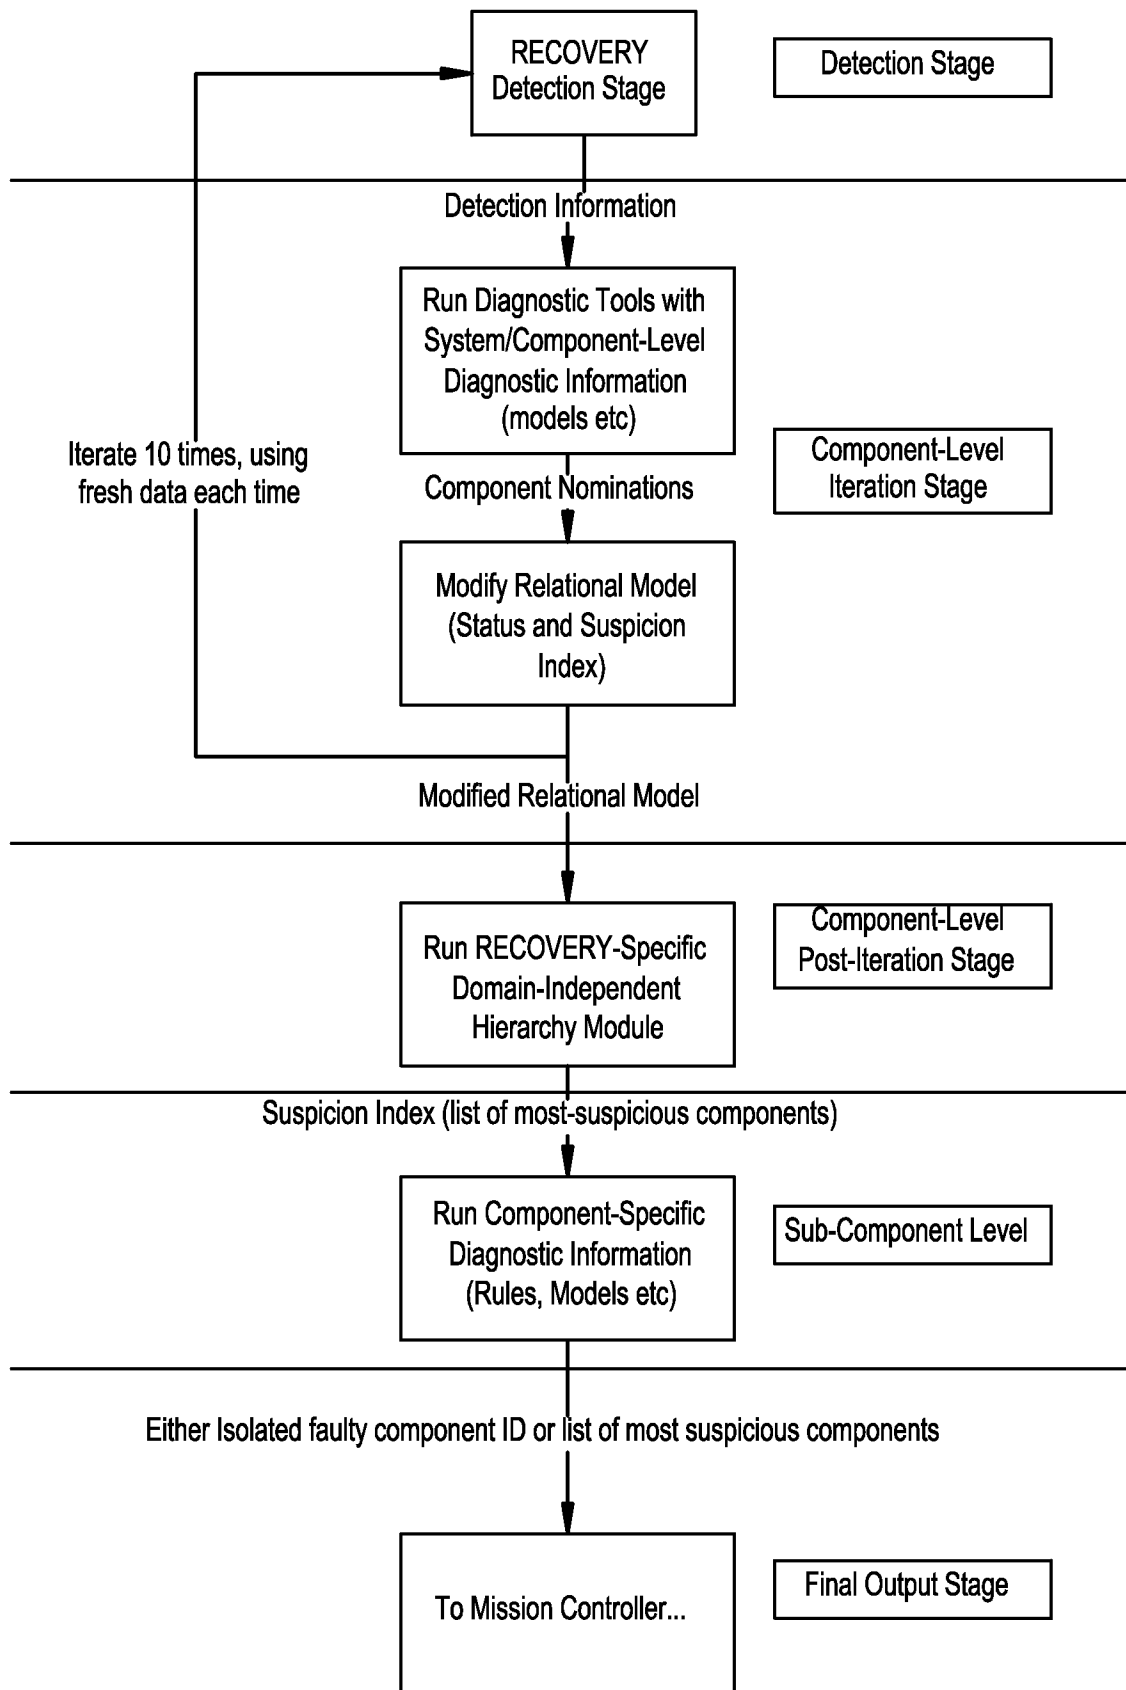 RECOVERY
Detection Stage
Detection Stage
Detection Information
Run Diagnostic Tools with
System/Component-Level
Diagnostic Information
(models etc)
Iterate 10 times, using
fresh data each time
Component-Level
Iteration Stage
Component Nominations
Modify Relational Model
(Status and Suspicion
Index)
Modified Relational Model
Run RECOVERY-Specific
Domain-Independent
Hierarchy Module
Component-Level
Post-Iteration Stage
Suspicion Index (list of most-suspicious components)
Run Component-Specific
Diagnostic Information
(Rules, Models etc)
Sub-Component Level
Either Isolated faulty component ID or list of most suspicious components
To Mission Controller...
Final Output Stage